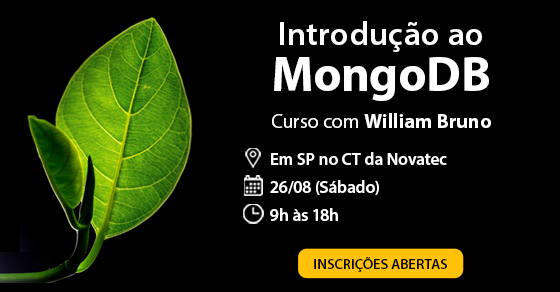 Introdução ao
MongoDB
Curso com William Bruno
Em SP no CT da Novatec
26/08 (Sábado)
9h às 18h
INSCRIÇÕES ABERTAS